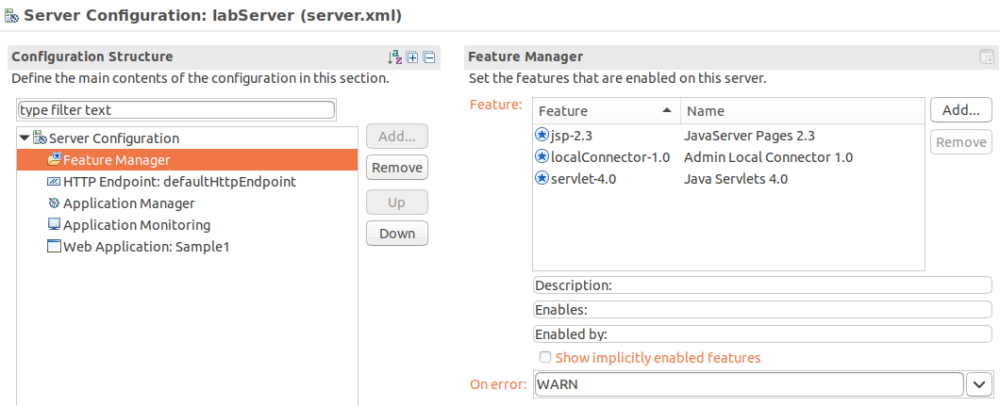 Server Configuration: labServer (server.xml)
Configuration Structure
Define the main contents of the configuration in this section.
type filter text
Server Configuration
Feature Manager
HTTP Endpoint: defaultHttpEndpoint
Application Manager
Application Monitoring
Web Application: Sample1
Add...
Remove
Up
Down
Feature Manager
Set the features that are enabled on this server.
Feature:
Feature Name
jsp-2.3 JavaServer Pages 2.3
localConnector-1.0 Admin Local Connector 1.0
servlet-4.0 Java Servlets 4.0
Add...
Remove
Description:
Enables:
Enabled by:
Show implicitly enabled features
On error: WARN